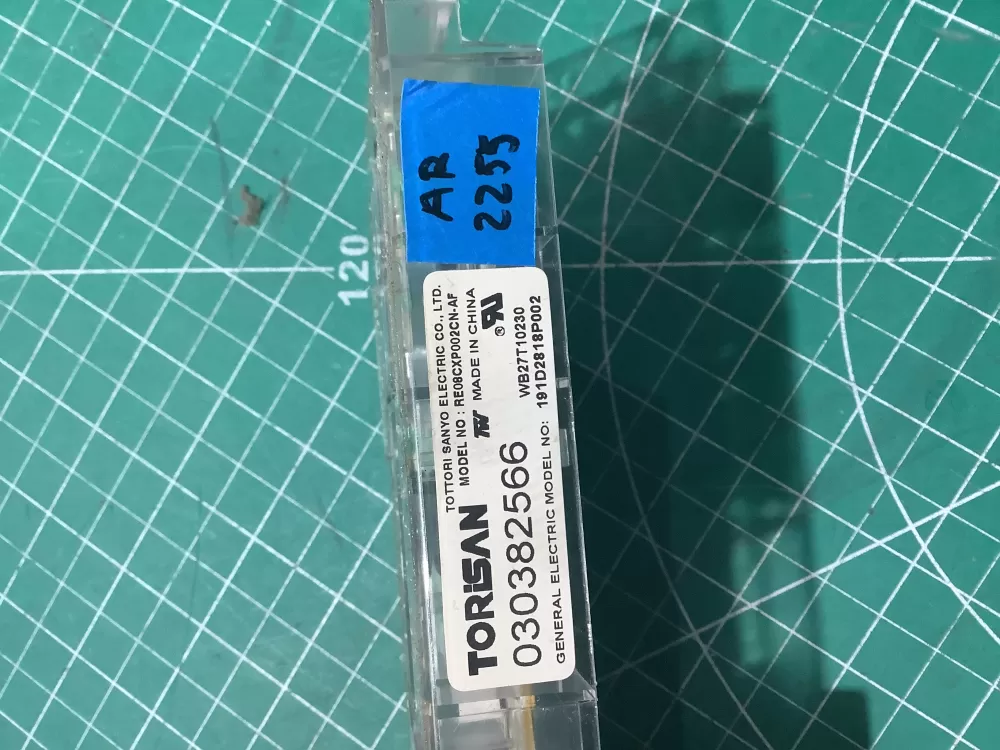 AR
2255
TOTTORI SANYO ELECTRIC CO., LTD.
MODEL NO : RE08CXP002CN-AF
TORiSAN
MADE IN CHINA
030382566
WB27T10230
GENERAL ELECTRIC MODEL NO: 191D2818P002
120